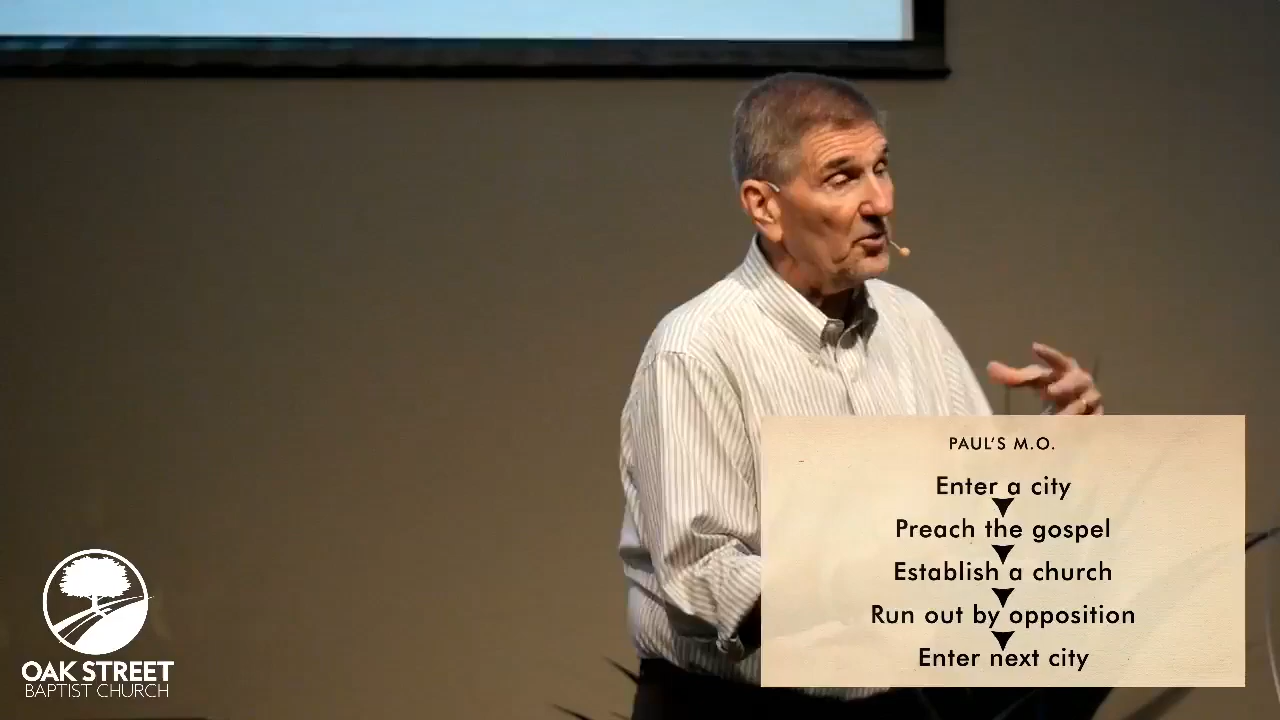 PAUL'S M.O.
Enter a city
Preach the gospel
Establish a church
Run out by opposition
Enter next city
OAK STREET
BAPTIST CHURCH